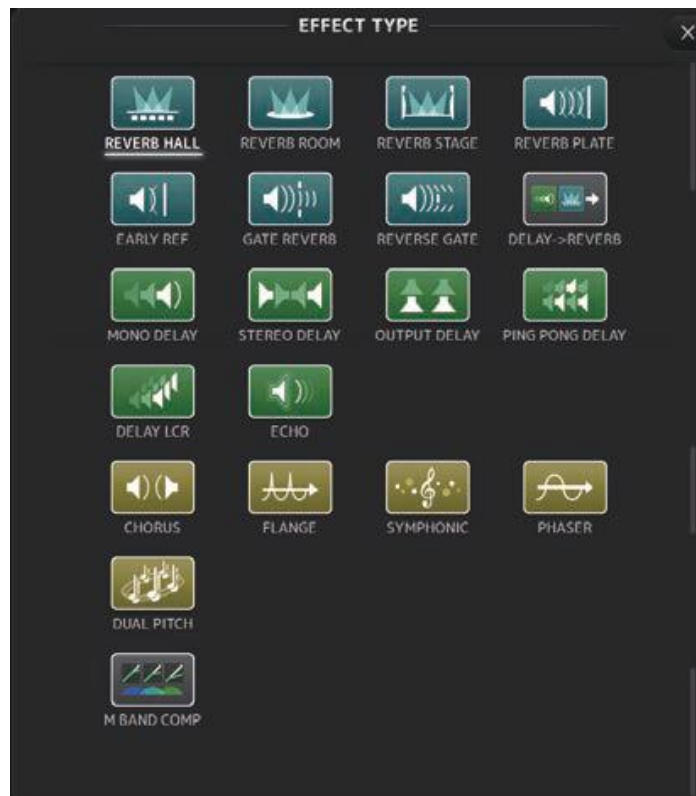 EFFECT TYPE
REVERB HALL REVERB ROOM REVERB STAGE REVERB PLATE
EARLY REF GATE REVERB REVERSE GATE DELAY->REVERB
MONO DELAY STEREO DELAY OUTPUT DELAY PING PONG DELAY
DELAY LCR ECHO
CHORUS FLANGE SYMPHONIC PHASER
DUAL PITCH
M BAND COMP